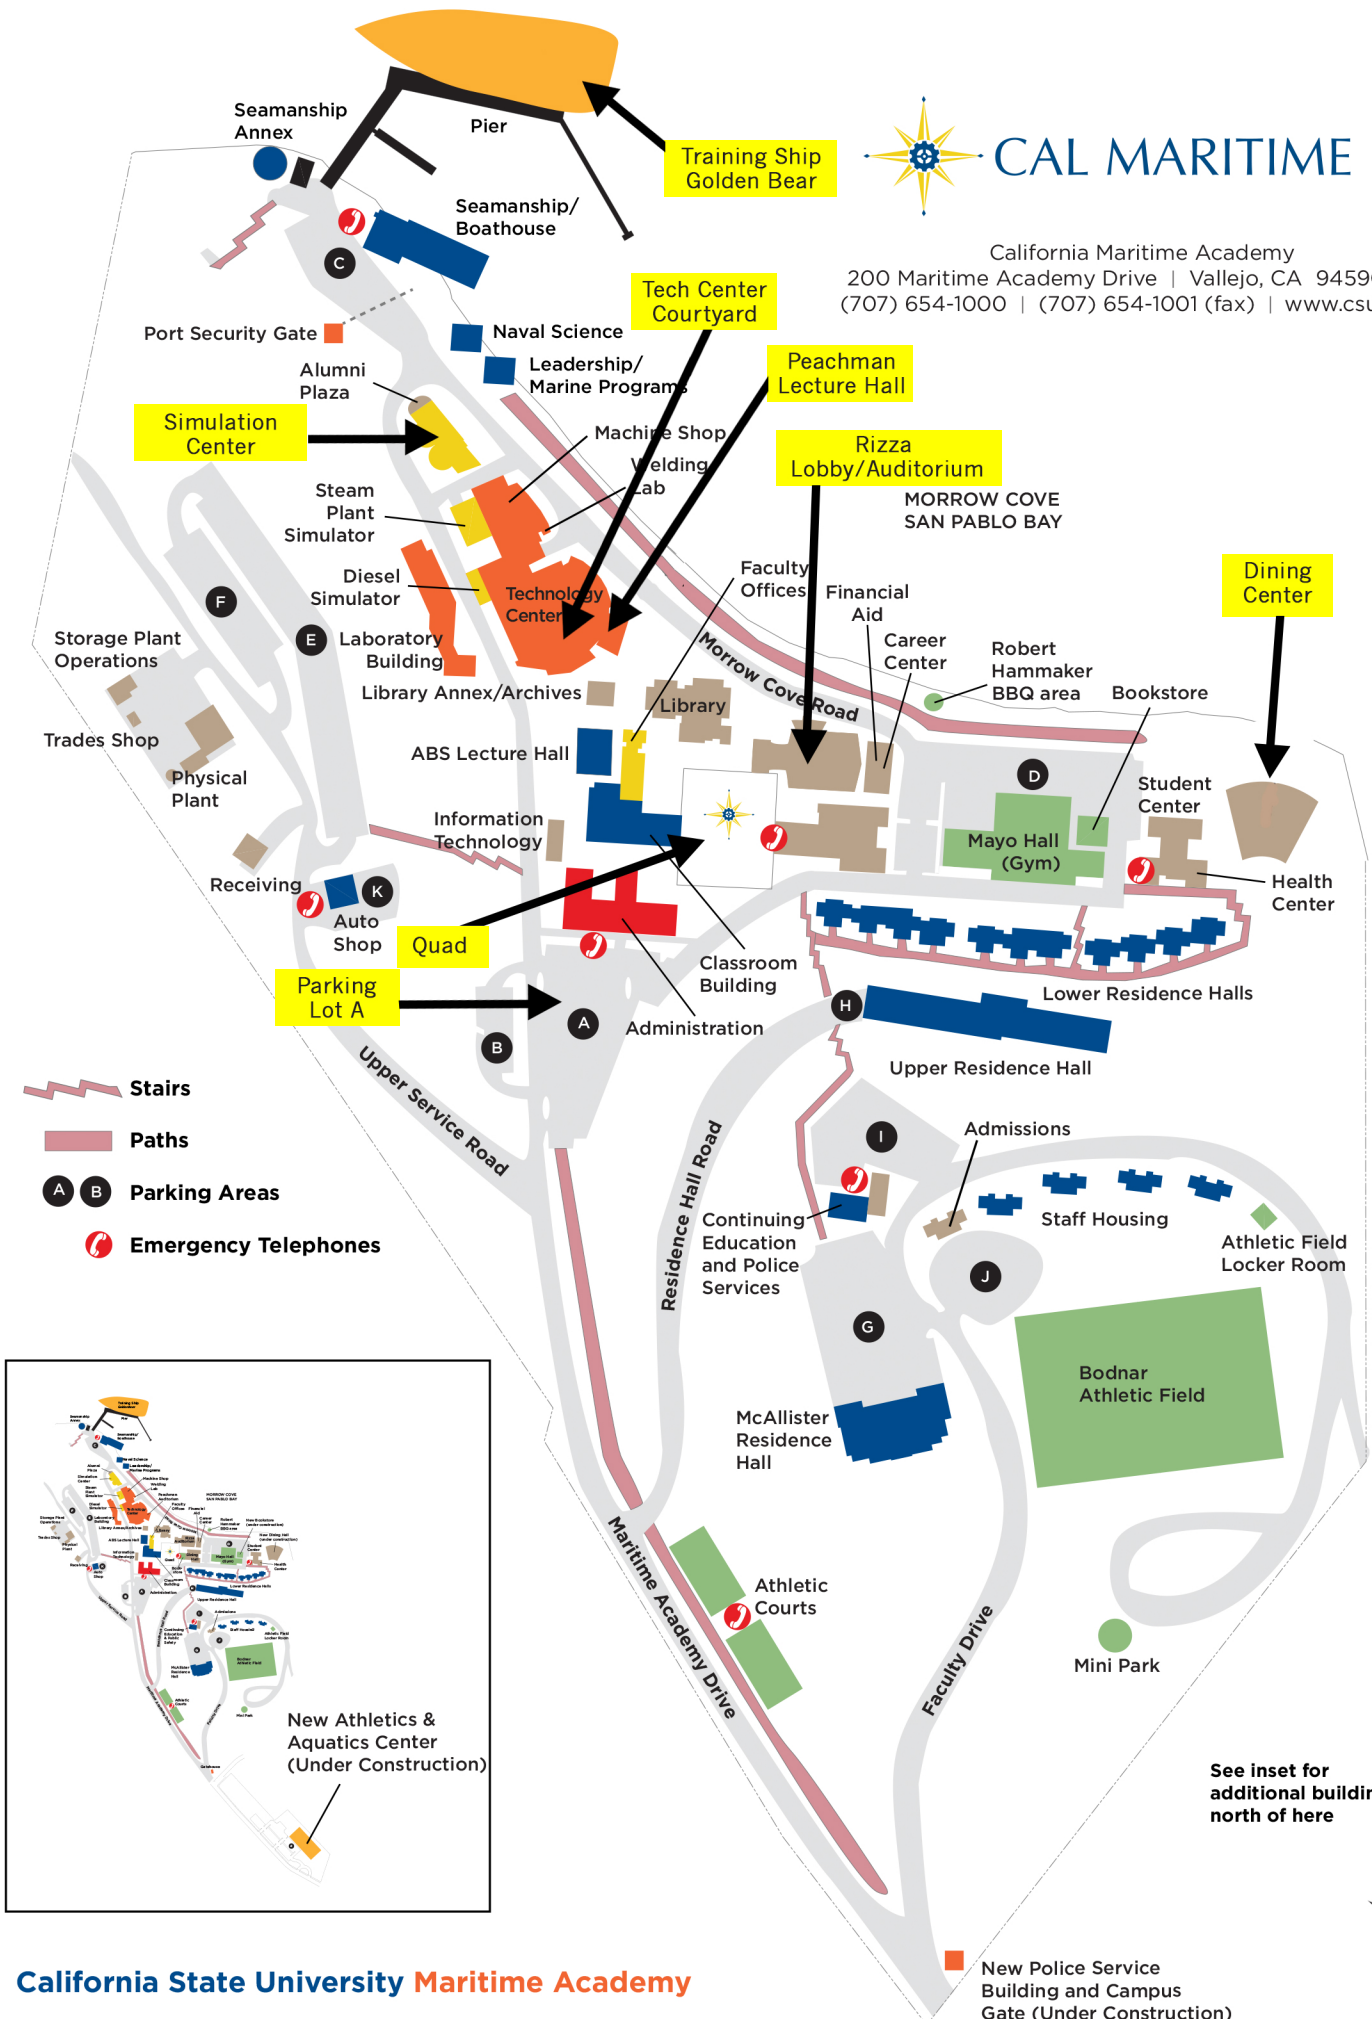 Seamanship
Annex
Pier
Training Ship
Golden Bear
CAL MARITIME
California Maritime Academy
200 Maritime Academy Drive | Vallejo, CA 9459
(707) 654-1000 | (707) 654-1001 (fax) | www.csu
Seamanship/
Boathouse
C
Tech Center
Courtyard
Port Security Gate
Naval Science
Leadership/
Marine Programs
Peachman
Lecture Hall
Alumni
Plaza
Simulation
Center
Machine Shop
Welding
Lab
Rizza
Lobby/Auditorium
MORROW COVE
SAN PABLO BAY
Steam
Plant
Simulator
Diesel
Simulator
Technology
Center
Faculty
Offices
Financial
Aid
Career
Center
Dining
Center
F
E
Storage Plant
Operations
Laboratory
Building
Library Annex/Archives
Library
Morrow Cove Road
Robert
Hammaker
BBQ area
Bookstore
Trades Shop
Physical
Plant
ABS Lecture Hall
D
Student
Center
Information
Technology
Mayo Hall
(Gym)
Receiving
K
Auto
Shop
Health
Center
Quad
Parking
Lot A
Classroom
Building
Administration
A
B
H
Lower Residence Halls
Upper Residence Hall
Upper Service Road
Stairs
Paths
A B Parking Areas
Emergency Telephones
Residence Hall Road
I
Admissions
Continuing
Education
and Police
Services
Staff Housing
Athletic Field
Locker Room
J
G
Bodnar
Athletic Field
McAllister
Residence
Hall
Maritime Academy Drive
Athletic
Courts
Faculty Drive
Mini Park
New Athletics &
Aquatics Center
(Under Construction)
See inset for
additional buildin
north of here
California State University Maritime Academy
New Police Service
Building and Campus
Gate (Under Construction)